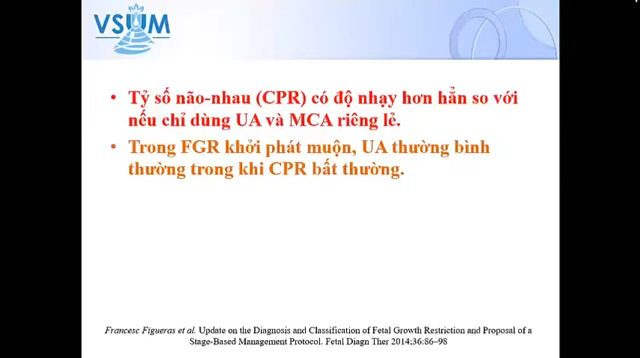 VSUM
• Tỷ số não-nhau (CPR) có độ nhạy hơn hẳn so với
nếu chỉ dùng UA và MCA riêng lẻ.
• Trong FGR khởi phát muộn, UA thường bình
thường trong khi CPR bất thường.
Francesc Figueras et al. Update on the Diagnosis and Classification of Fetal Growth Restriction and Proposal of a
Stage-Based Management Protocol. Fetal Diagn Ther 2014;36:86–98